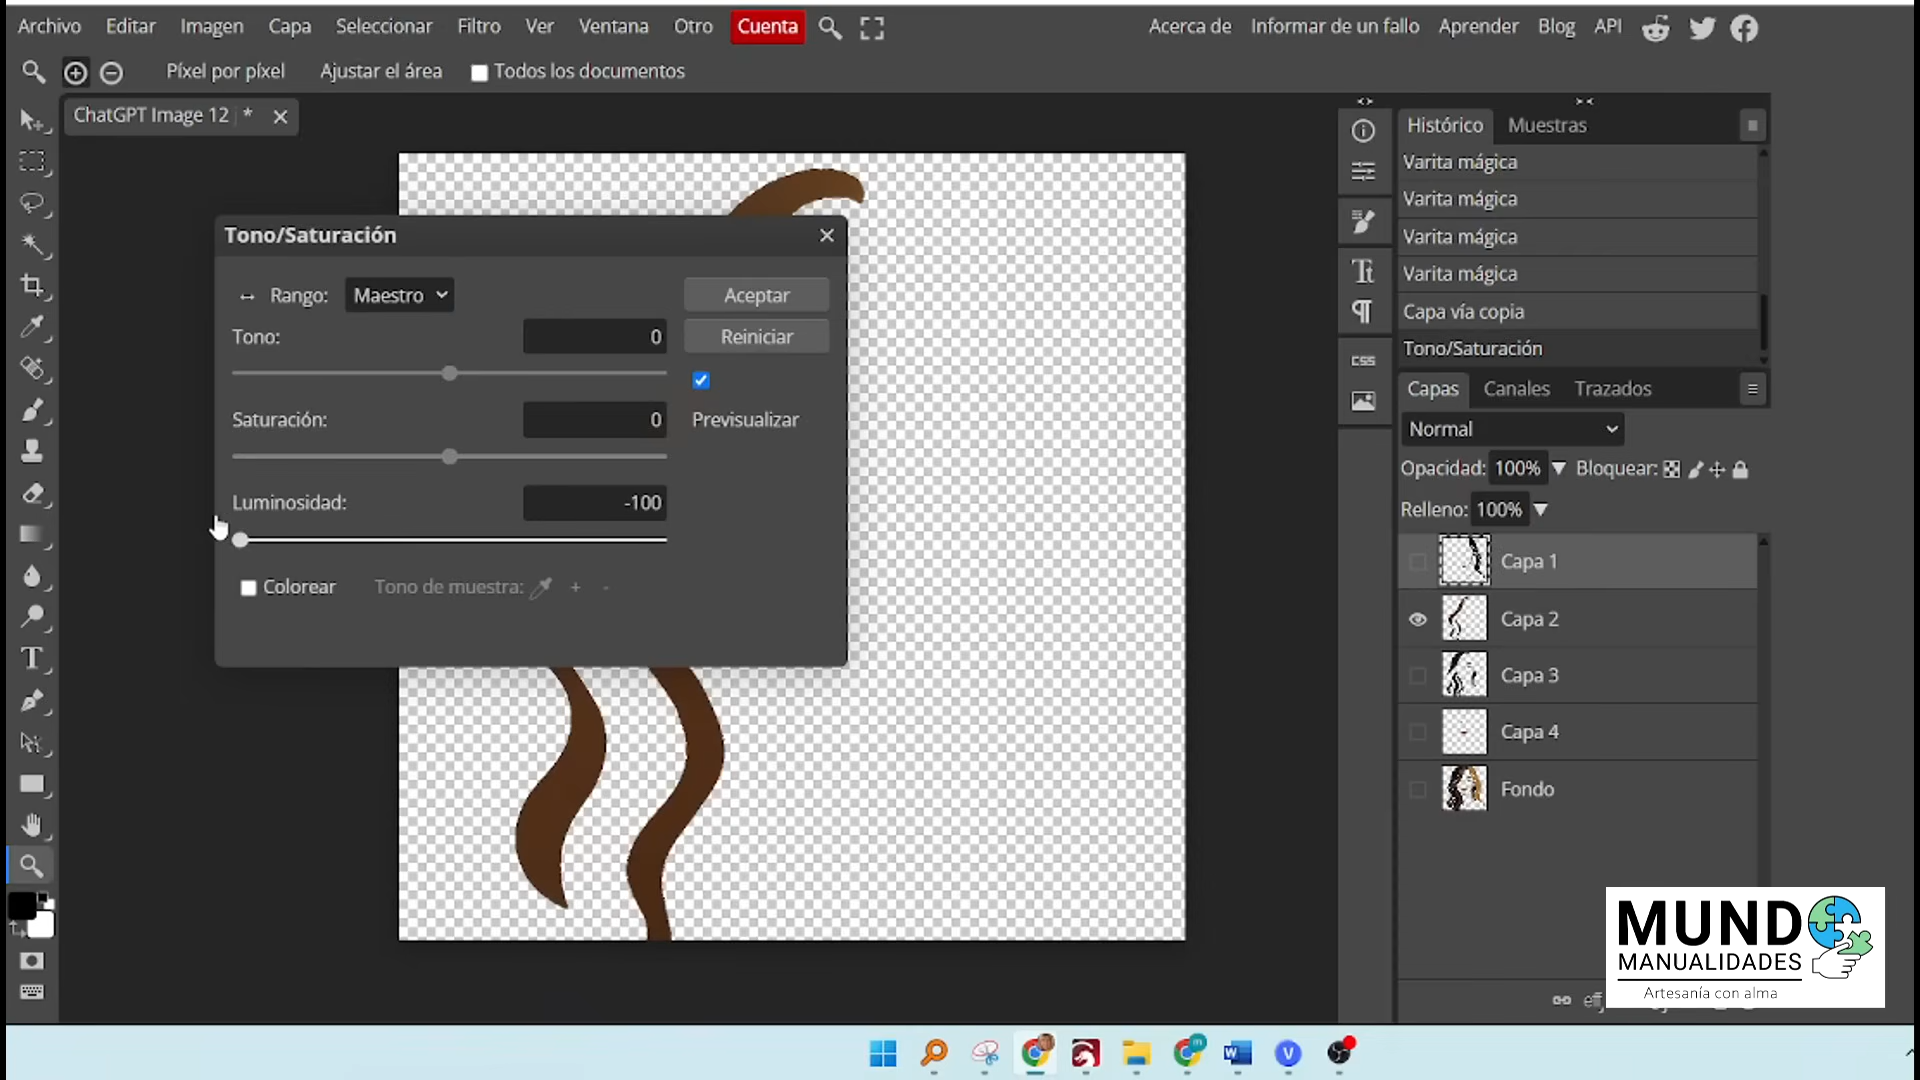 Archivo Editar Imagen Capa Seleccionar Filtro Ver Ventana Otro Cuenta Acerca de Informar de un fallo Aprender Blog API
Píxel por píxel Ajustar el área Todos los documentos
ChatGPT Image 12 *
Histórico Muestras
Varita mágica
Varita mágica
Varita mágica
Varita mágica
Capa vía copia
Tono/Saturación
Tono/Saturación
Rango: Maestro Aceptar
Tono: 0 Reiniciar
Saturación: 0 Previsualizar
Luminosidad: -100
Colorear Tono de muestra: + -
CSS
Capas Canales Trazados
Normal
Opacidad: 100% Bloquear:
Relleno: 100%
Capa 1
Capa 2
Capa 3
Capa 4
Fondo
MUNDO
MANUALIDADES
Artesanía con alma